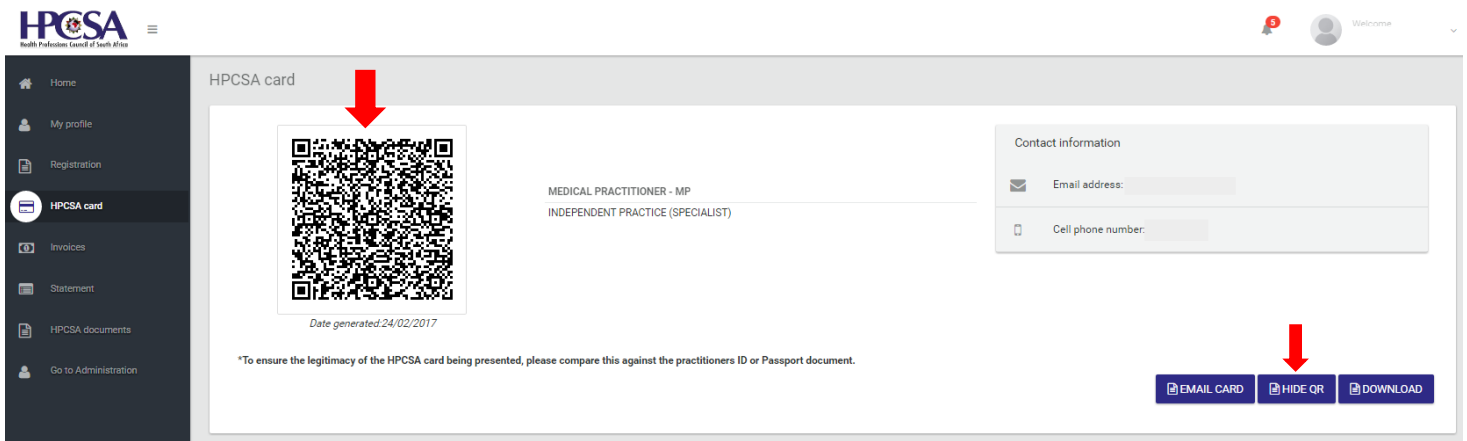 HPCSA
Health Professions Council of South Africa
5
Welcome
Home
My profile
Registration
HPCSA card
Invoices
Statement
HPCSA documents
Go to Administration
HPCSA card
Date generated:24/02/2017
MEDICAL PRACTITIONER - MP
INDEPENDENT PRACTICE (SPECIALIST)
Contact information
Email address:
Cell phone number:
*To ensure the legitimacy of the HPCSA card being presented, please compare this against the practitioners ID or Passport document.
EMAIL CARD
HIDE QR
DOWNLOAD